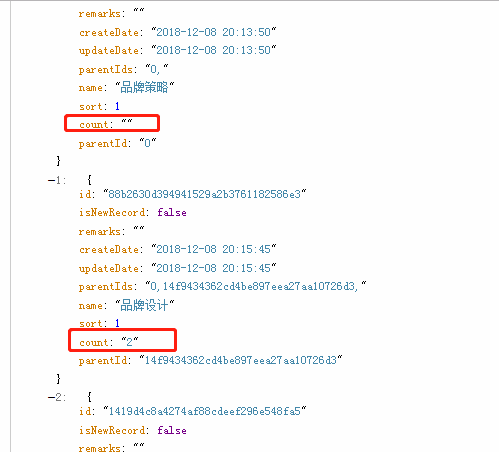 remarks: ""
createDate: "2018-12-08 20:13:50"
updateDate: "2018-12-08 20:13:50"
parentIds: "0,"
name: "品牌策略"
sort: 1
count: ""
parentId: "0"
}
−1: {
id: "88b2630d394941529a2b3761182586e3"
isNewRecord: false
remarks: ""
createDate: "2018-12-08 20:15:45"
updateDate: "2018-12-08 20:15:45"
parentIds: "0,14f9434362cd4be897eea27aa10726d3,"
name: "品牌设计"
sort: 1
count: "2"
parentId: "14f9434362cd4be897eea27aa10726d3"
}
−2: {
id: "1419d4c8a4274af88cdeef296e548fa5"
isNewRecord: false
remarks: ""